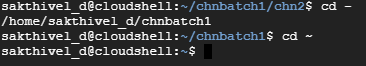 sakthivel_d@cloudshell:~/chnbatch1/chn2$ cd -
/home/sakthivel_d/chnbatch1
sakthivel_d@cloudshell:~/chnbatch1$ cd ~
sakthivel_d@cloudshell:~$